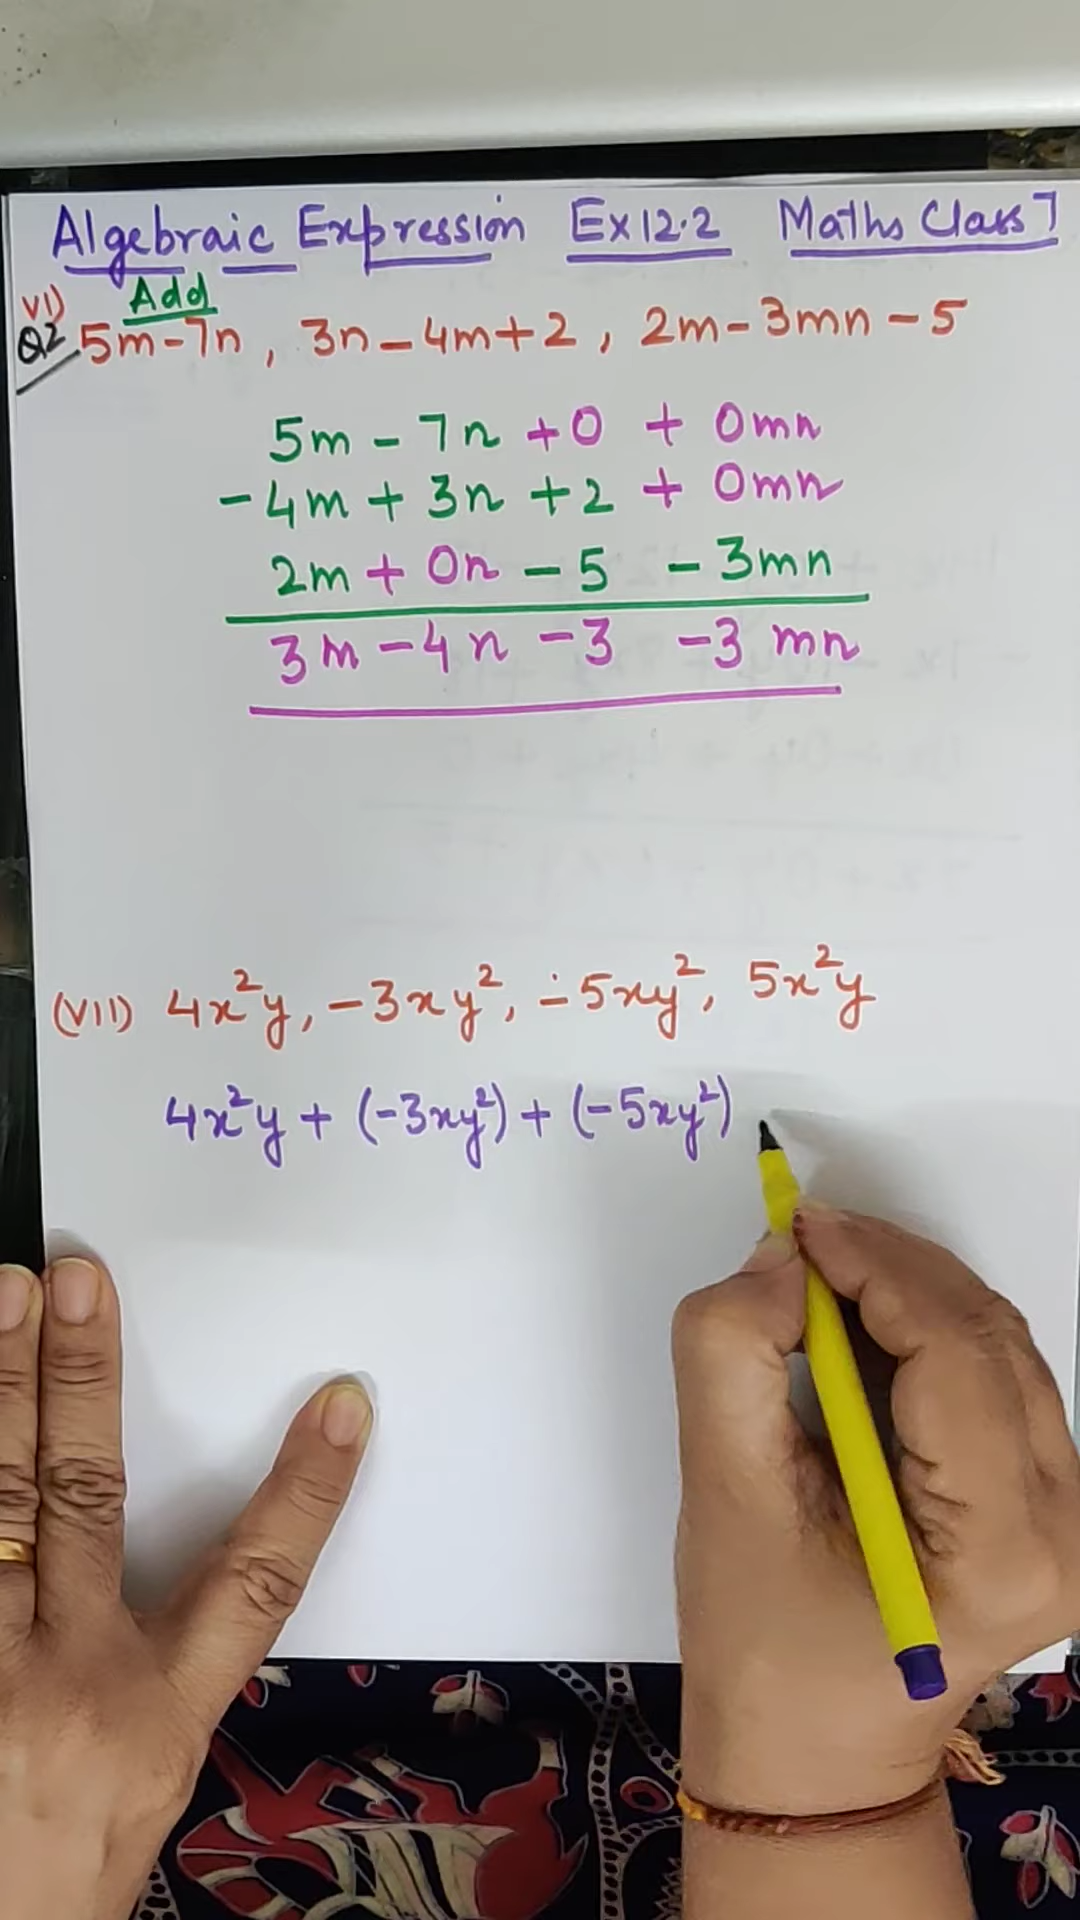 Algebraic Expression Ex 12.2 Maths Class 7
VI) Add
Q2 5m-7n, 3n-4m+2, 2m-3mn-5
5m - 7n + 0 + 0mn
-4m + 3n + 2 + 0mn
2m + 0n - 5 - 3mn
3m - 4n - 3 - 3 mn
(VII) 4x²y, -3xy², -5xy², 5x²y
4x²y + (-3xy²) + (-5xy²)